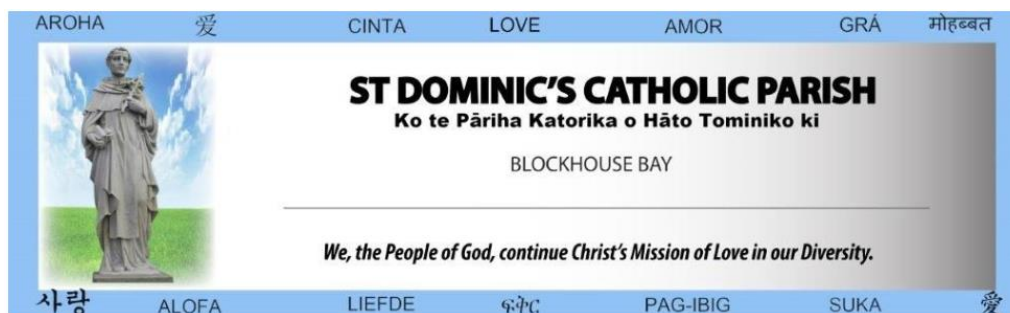 AROHA 爱 CINTA LOVE AMOR GRÁ मोहब्बत
ST DOMINIC'S CATHOLIC PARISH
Ko te Pāriha Katorika o Hāto Tominiko ki
BLOCKHOUSE BAY
We, the People of God, continue Christ's Mission of Love in our Diversity.
사랑 ALOFA LIEFDE ፍቅር PAG-IBIG SUKA 愛